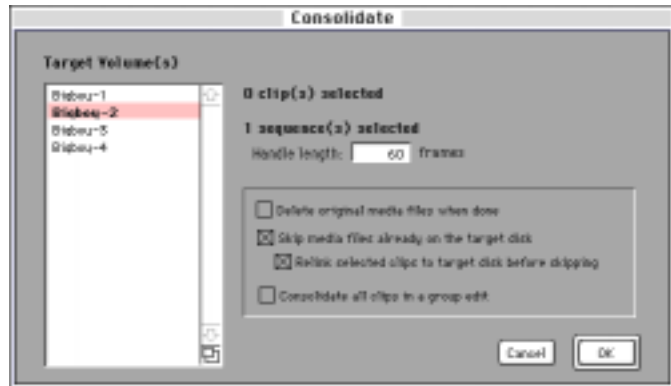 Consolidate
Target Volume(s)
Bigboy-1
Bigboy-2
Bigboy-3
Bigboy-4
0 clip(s) selected
1 sequence(s) selected
Handle length: 60 frames
Delete original media files when done
Skip media files already on the target disk
Relink selected clips to target disk before skipping
Consolidate all clips in a group edit
Cancel OK